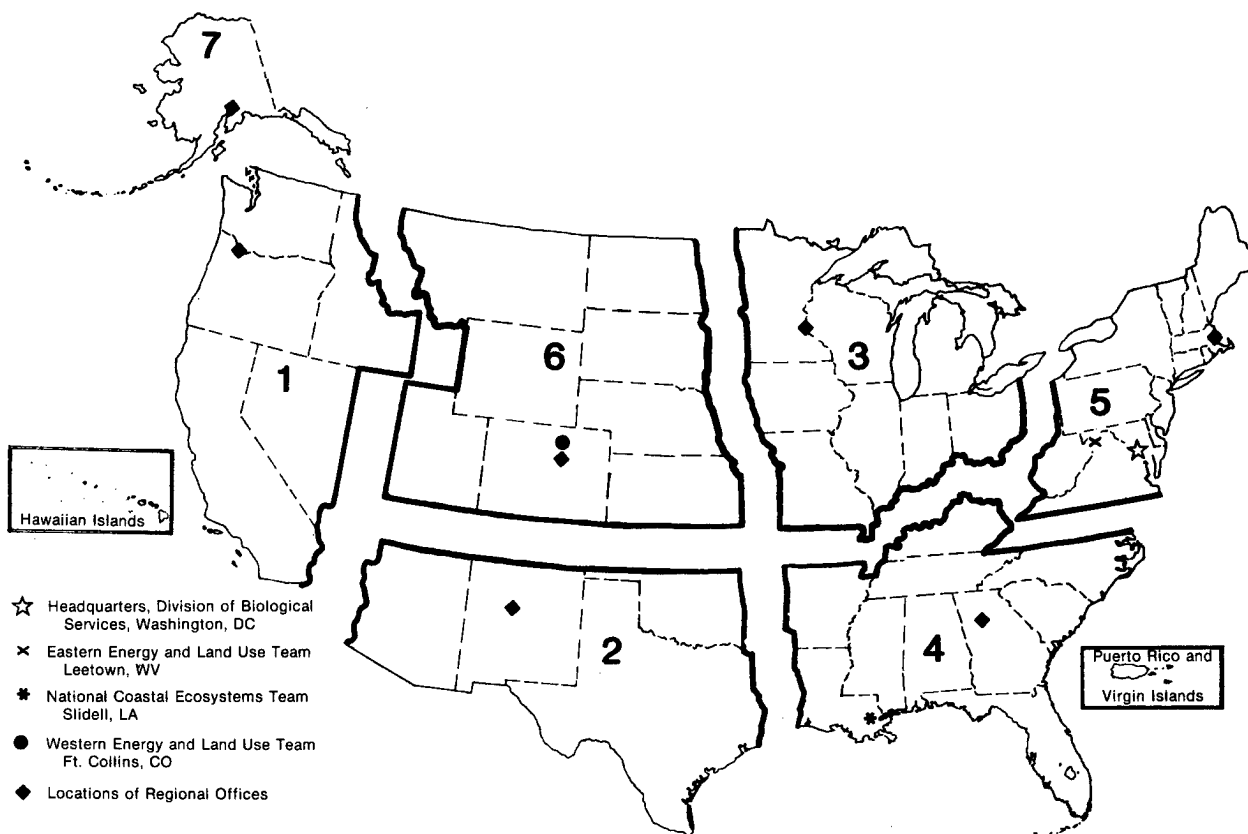 7
6
3
1
5
Hawaiian Islands
2
4
Puerto Rico and
Virgin Islands
Headquarters, Division of Biological
Services, Washington, DC
Eastern Energy and Land Use Team
Leetown, WV
National Coastal Ecosystems Team
Slidell, LA
Western Energy and Land Use Team
Ft. Collins, CO
Locations of Regional Offices